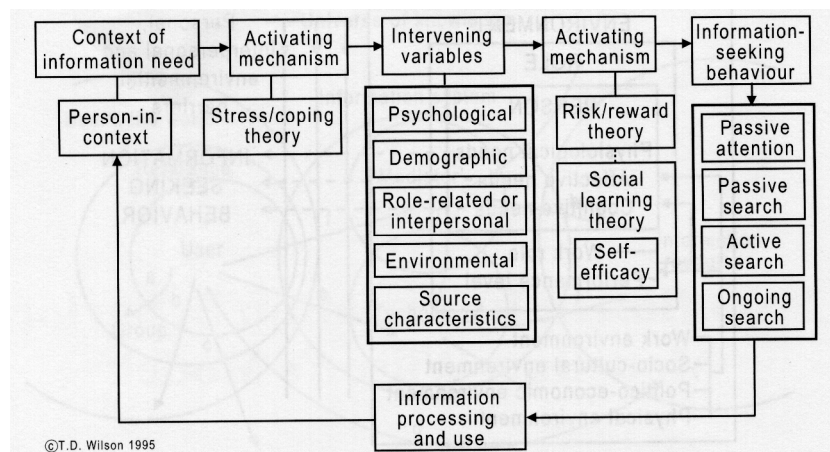 Context of
information need
Activating
mechanism
Intervening
variables
Activating
mechanism
Information-
seeking
behaviour
Person-in-
context
Stress/coping
theory
Psychological
Demographic
Role-related or
interpersonal
Environmental
Source
characteristics
Risk/reward
theory
Social
learning
theory
Self-
efficacy
Passive
attention
Passive
search
Active
search
Ongoing
search
Information
processing
and use
©T.D. Wilson 1995